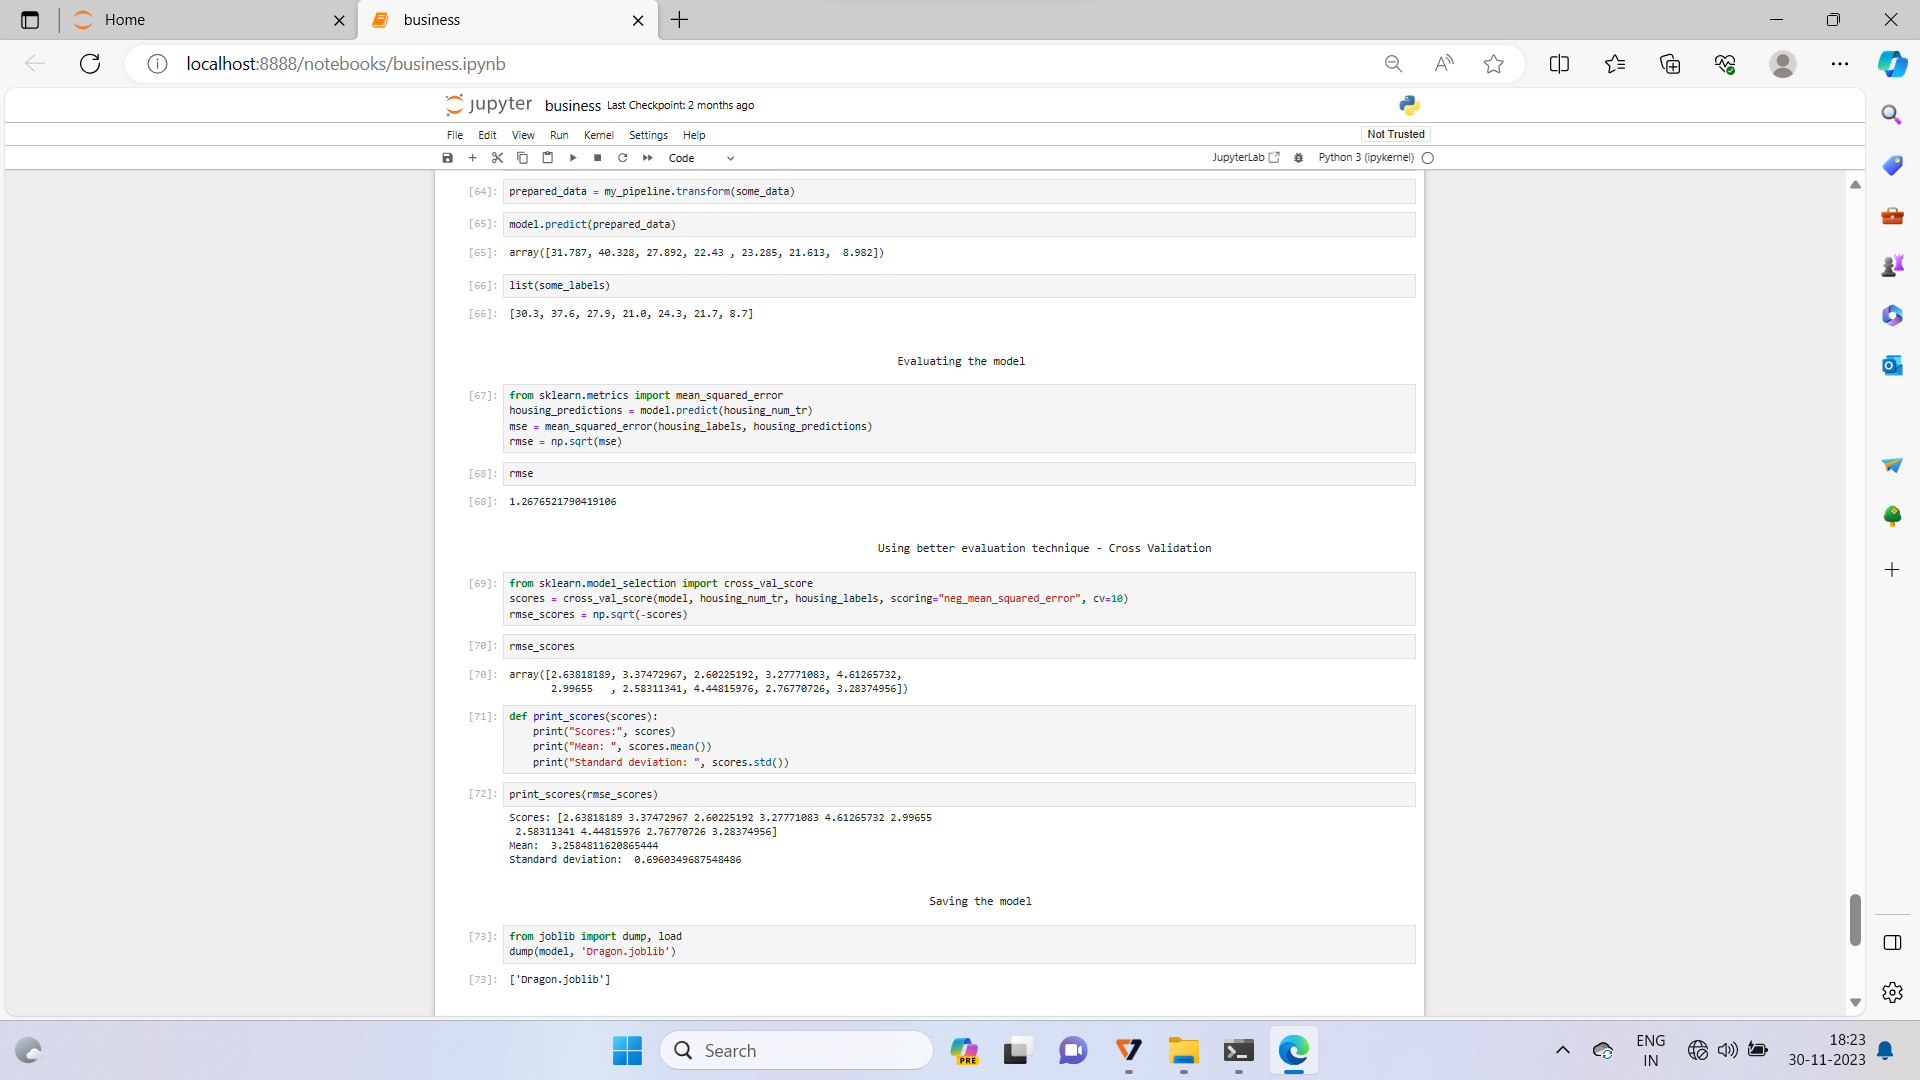 Home
business
localhost:8888/notebooks/business.ipynb
jupyter business Last Checkpoint: 2 months ago
File Edit View Run Kernel Settings Help
Not Trusted
Code
JupyterLab
Python 3 (ipykernel)
[64]: prepared_data = my_pipeline.transform(some_data)
[65]: model.predict(prepared_data)
[65]: array([31.787, 40.328, 27.892, 22.43 , 23.285, 21.613,  8.982])
[66]: list(some_labels)
[66]: [30.3, 37.6, 27.9, 21.0, 24.3, 21.7, 8.7]
Evaluating the model
[67]: from sklearn.metrics import mean_squared_error
housing_predictions = model.predict(housing_num_tr)
mse = mean_squared_error(housing_labels, housing_predictions)
rmse = np.sqrt(mse)
[68]: rmse
[68]: 1.2676521790419106
Using better evaluation technique - Cross Validation
[69]: from sklearn.model_selection import cross_val_score
scores = cross_val_score(model, housing_num_tr, housing_labels, scoring="neg_mean_squared_error", cv=10)
rmse_scores = np.sqrt(-scores)
[70]: rmse_scores
[70]: array([2.63818189, 3.37472967, 2.60225192, 3.27771083, 4.61265732,
2.99655   , 2.58311341, 4.44815976, 2.76770726, 3.28374956])
[71]: def print_scores(scores):
print("Scores:", scores)
print("Mean: ", scores.mean())
print("Standard deviation: ", scores.std())
[72]: print_scores(rmse_scores)
Scores: [2.63818189 3.37472967 2.60225192 3.27771083 4.61265732 2.99655
2.58311341 4.44815976 2.76770726 3.28374956]
Mean:  3.2584811620865444
Standard deviation:  0.6960349687548486
Saving the model
[73]: from joblib import dump, load
dump(model, 'Dragon.joblib')
[73]: ['Dragon.joblib']
Search
PRE
ENG
IN
18:23
30-11-2023